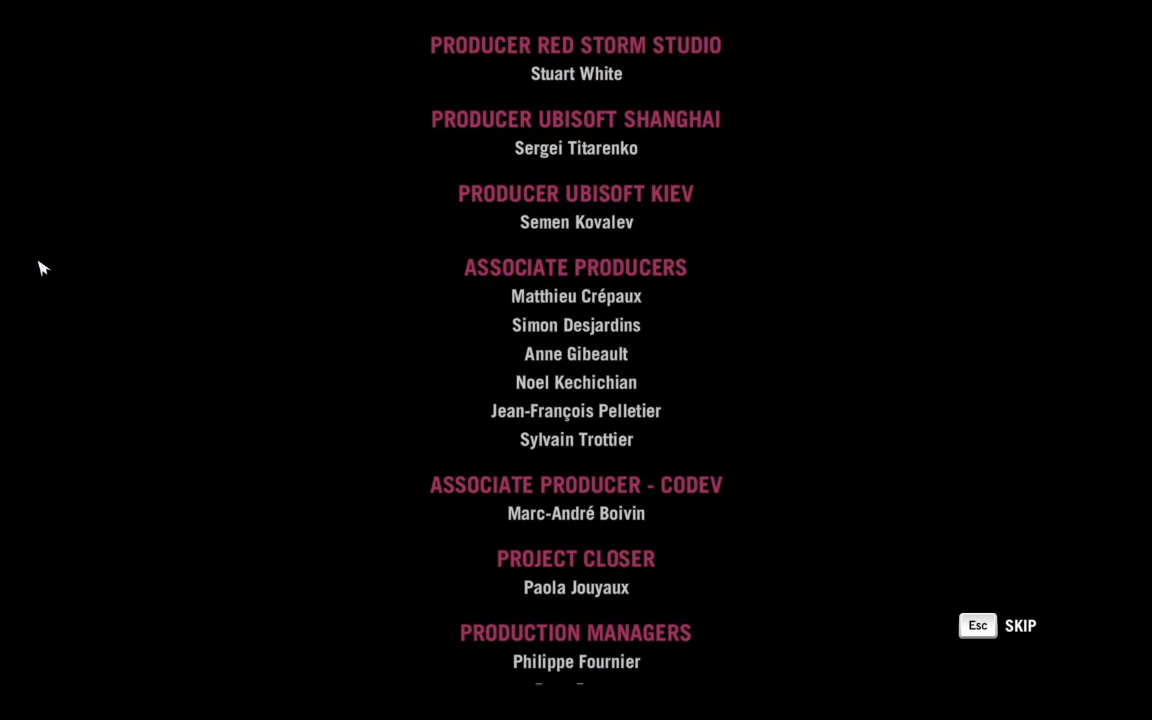 PRODUCER RED STORM STUDIO
Stuart White
PRODUCER UBISOFT SHANGHAI
Sergei Titarenko
PRODUCER UBISOFT KIEV
Semen Kovalev
ASSOCIATE PRODUCERS
Matthieu Crépaux
Simon Desjardins
Anne Gibeault
Noel Kechichian
Jean-François Pelletier
Sylvain Trottier
ASSOCIATE PRODUCER - CODEV
Marc-André Boivin
PROJECT CLOSER
Paola Jouyaux
PRODUCTION MANAGERS
Philippe Fournier
Esc SKIP